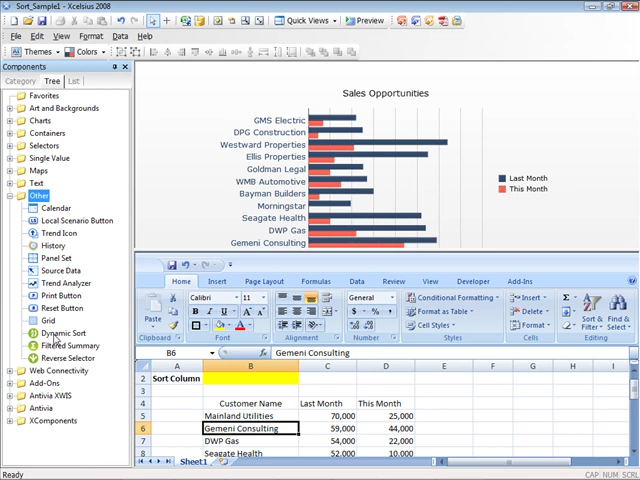 Sort_Sample1 - Xcelsius 2008
File Edit View Format Data Help
Quick Views Preview
Themes Colors
Components
Category Tree List
Favorites
Art and Backgrounds
Charts
Containers
Selectors
Single Value
Maps
Text
Other
Calendar
Local Scenario Button
Trend Icon
History
Panel Set
Source Data
Trend Analyzer
Print Button
Reset Button
Grid
Dynamic Sort
Filtered Summary
Reverse Selector
Web Connectivity
Add-Ons
Antivia XWIS
Antivia
XComponents
Sales Opportunities
GMS Electric
DPG Construction
Westward Properties
Ellis Properties
Goldman Legal
WMB Automotive
Bayman Builders
Morningstar
Seagate Health
DWP Gas
Gemeni Consulting
Last Month
This Month
Home Insert Page Layout Formulas Data Review View Developer Add-Ins
Paste
Calibri 11
General
Conditional Formatting
Format as Table
Cell Styles
Insert
Delete
Format
Sort & Filter
Find & Select
Clipboard Font Alignment Number Styles Cells Editing
B6 Gemeni Consulting
A B C D E F G H I
2 Sort Column
3
4 Customer Name Last Month This Month
5 Mainland Utilities 70,000 25,000
6 Gemeni Consulting 59,000 44,000
7 DWP Gas 54,000 22,000
8 Seagate Health 52,000 10,000
Sheet1
Ready CAP NUM SCRL